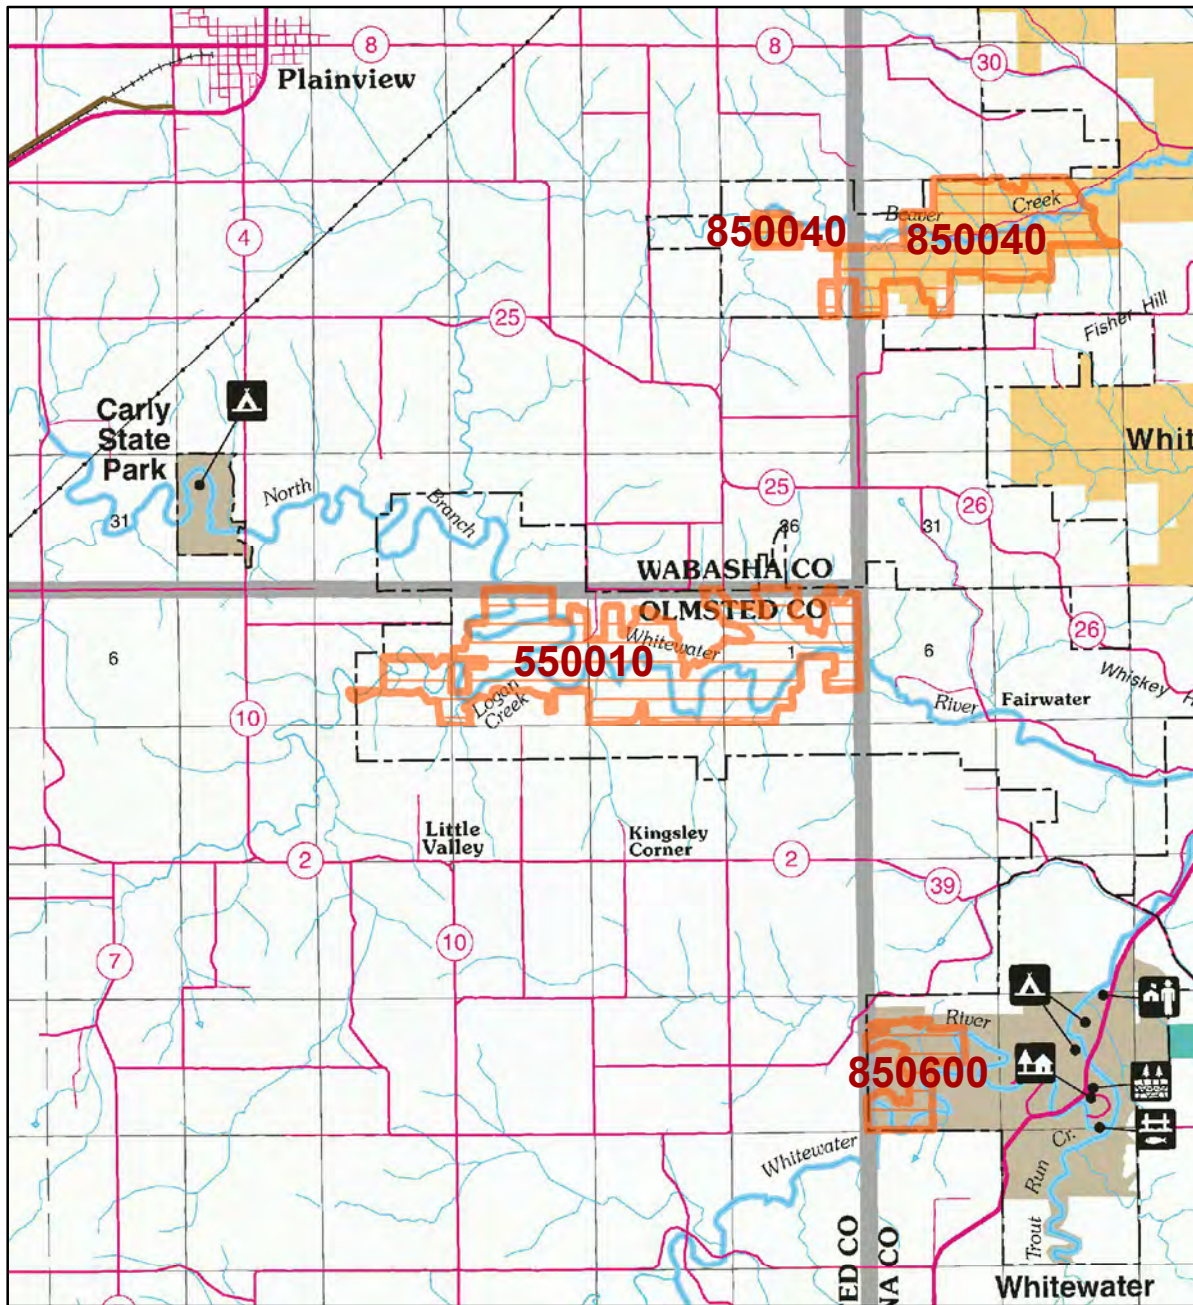 8
8
30
Plainview
4
Beaver
Creek
850040
850040
25
Fisher Hill
Carly
State
Park
Whit
North
Branch
25
26
31
36
31
WABASHA CO
OLMSTED CO
26
Whitewater
6
550010
1
6
Whiskey
Logan
Creek
River
Fairwater
10
Little
Valley
Kingsley
Corner
2
2
39
10
7
River
850600
Whitewater
Cr.
Run
Trout
ED CO
NA CO
Whitewater